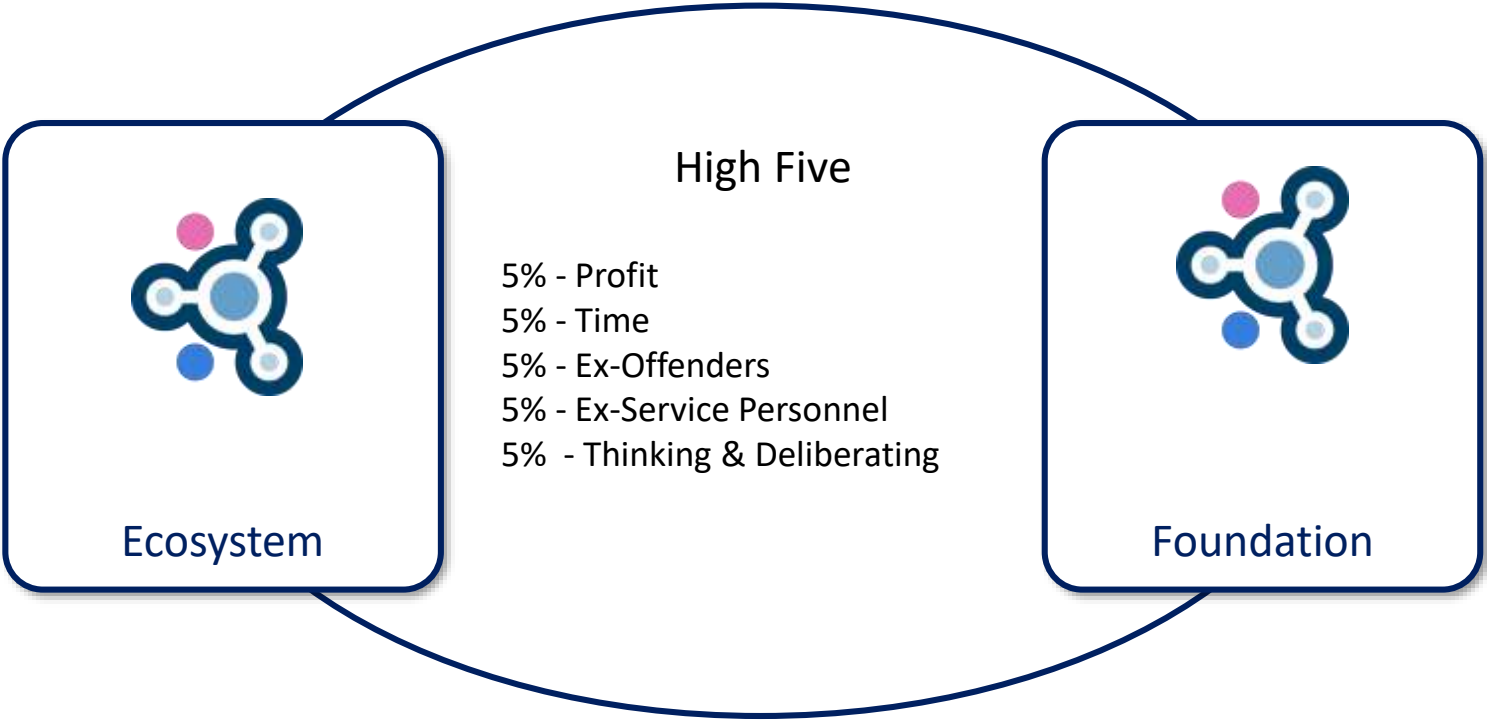 High Five
5% - Profit
5% - Time
5% - Ex-Offenders
5% - Ex-Service Personnel
5%  - Thinking & Deliberating
Ecosystem
Foundation